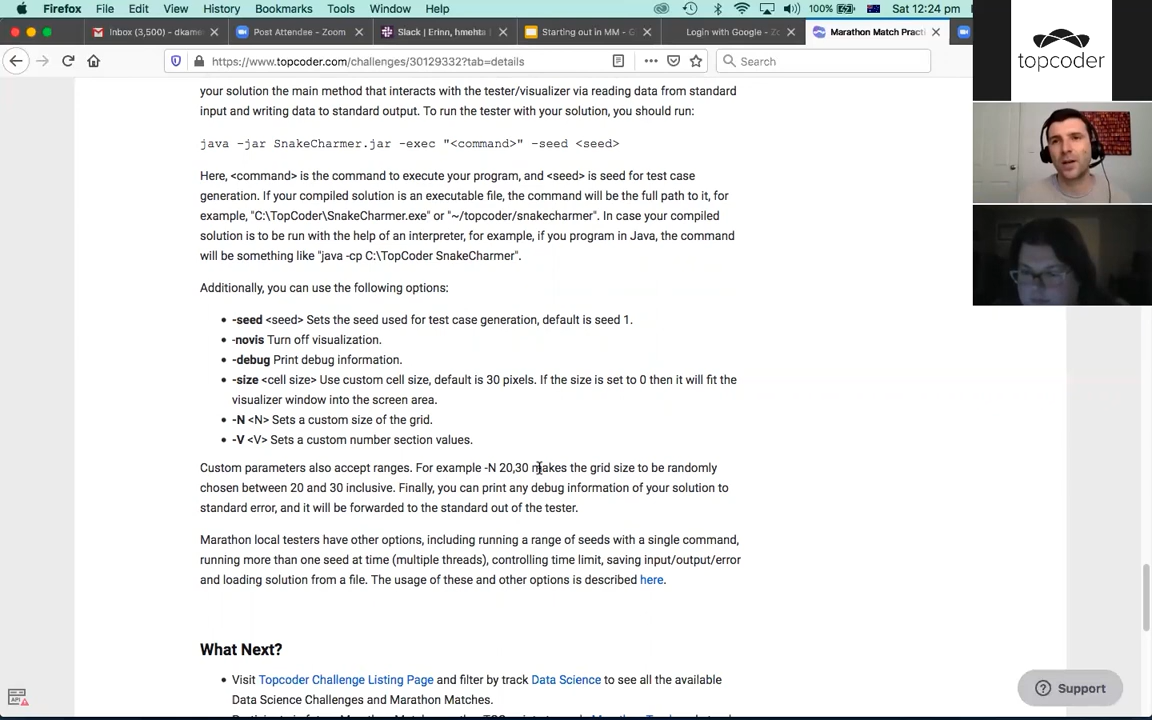 Firefox File Edit View History Bookmarks Tools Window Help 100% Sat 12:24 pm
Inbox (3,500) - dkame Post Attendee - Zoom Slack | Erinn, hmehta Starting out in MM - G Login with Google - Zo Marathon Match Practi
https://www.topcoder.com/challenges/30129332?tab=details Search
topcoder
your solution the main method that interacts with the tester/visualizer via reading data from standard
input and writing data to standard output. To run the tester with your solution, you should run:
java -jar SnakeCharmer.jar -exec "<command>" -seed <seed>
Here, <command> is the command to execute your program, and <seed> is seed for test case
generation. If your compiled solution is an executable file, the command will be the full path to it, for
example, "C:\TopCoder\SnakeCharmer.exe" or "~/topcoder/snakecharmer". In case your compiled
solution is to be run with the help of an interpreter, for example, if you program in Java, the command
will be something like "java -cp C:\TopCoder SnakeCharmer".
Additionally, you can use the following options:
• -seed <seed> Sets the seed used for test case generation, default is seed 1.
• -novis Turn off visualization.
• -debug Print debug information.
• -size <cell size> Use custom cell size, default is 30 pixels. If the size is set to 0 then it will fit the
visualizer window into the screen area.
• -N <N> Sets a custom size of the grid.
• -V <V> Sets a custom number section values.
Custom parameters also accept ranges. For example -N 20,30 makes the grid size to be randomly
chosen between 20 and 30 inclusive. Finally, you can print any debug information of your solution to
standard error, and it will be forwarded to the standard out of the tester.
Marathon local testers have other options, including running a range of seeds with a single command,
running more than one seed at time (multiple threads), controlling time limit, saving input/output/error
and loading solution from a file. The usage of these and other options is described here.
What Next?
• Visit Topcoder Challenge Listing Page and filter by track Data Science to see all the available
Data Science Challenges and Marathon Matches.
API
Support